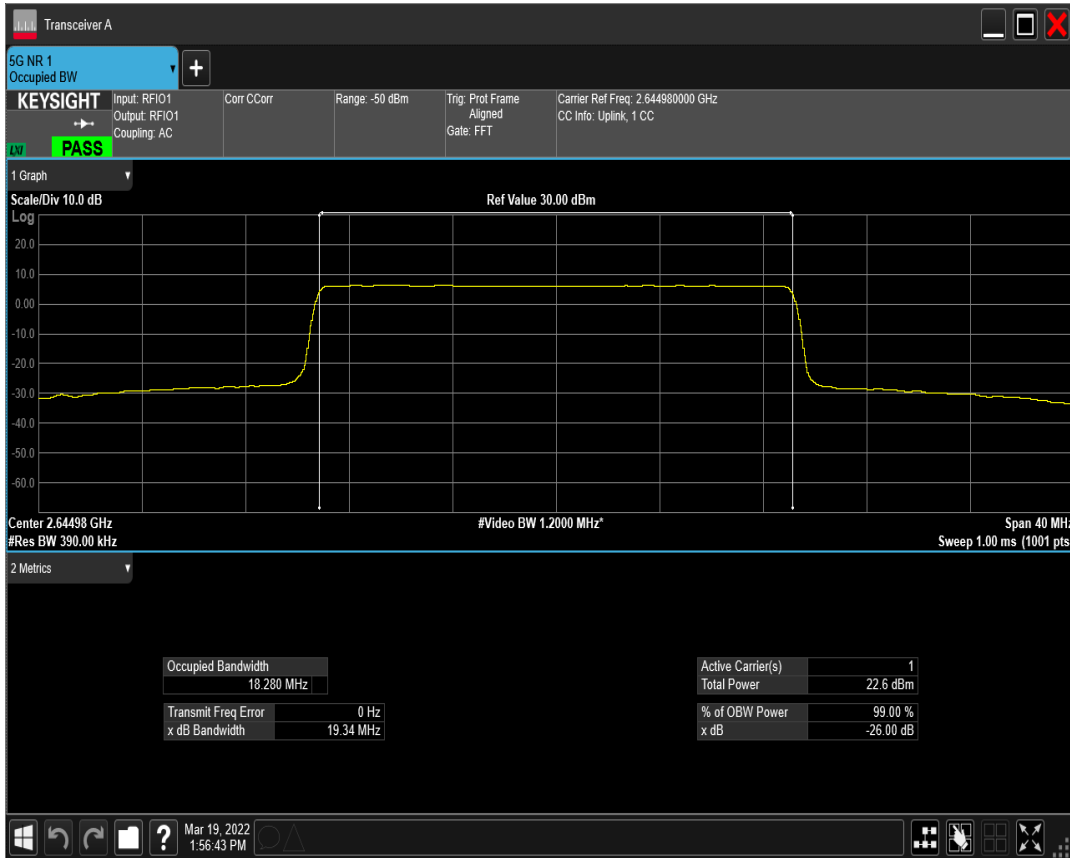 Transceiver A
5G NR 1
Occupied BW
+
KEYSIGHT
LXI
PASS
Input: RFIO1
Output: RFIO1
Coupling: AC
Corr CCorr
Range: -50 dBm
Trig: Prot Frame
Aligned
Gate: FFT
Carrier Ref Freq: 2.644980000 GHz
CC Info: Uplink, 1 CC
1 Graph
Scale/Div 10.0 dB
Ref Value 30.00 dBm
Log
20.0
10.0
0.00
-10.0
-20.0
-30.0
-40.0
-50.0
-60.0
Center 2.64498 GHz
#Video BW 1.2000 MHz*
Span 40 MHz
#Res BW 390.00 kHz
Sweep 1.00 ms (1001 pts
2 Metrics
Occupied Bandwidth
18.280 MHz
Transmit Freq Error 0 Hz
x dB Bandwidth 19.34 MHz
Active Carrier(s) 1
Total Power 22.6 dBm
% of OBW Power 99.00 %
x dB -26.00 dB
?
Mar 19, 2022
1:56:43 PM